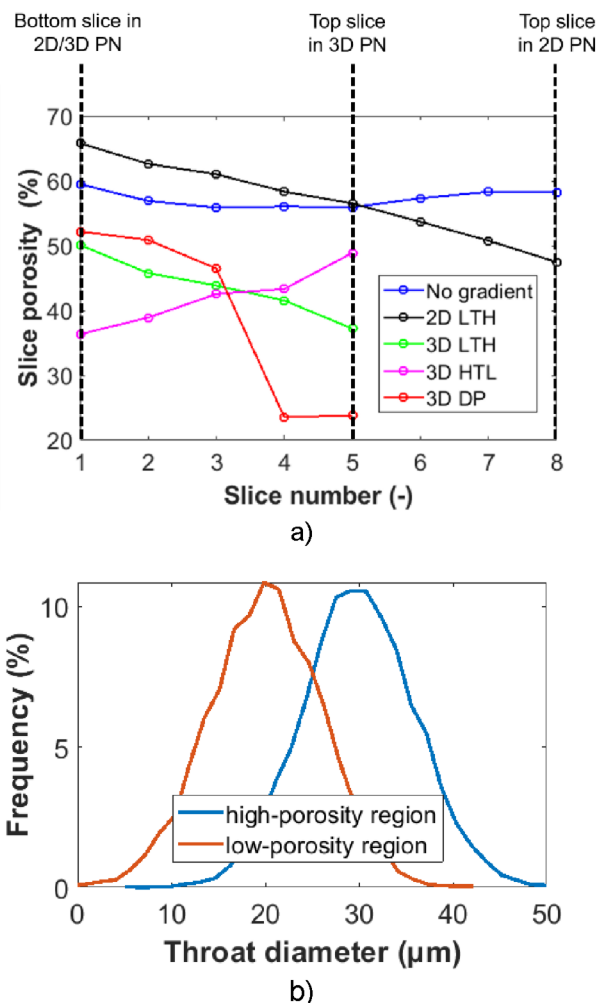 Bottom slice in
2D/3D PN
Top slice
in 3D PN
Top slice
in 2D PN
70
60
50
40
30
20
Slice porosity (%)
No gradient
2D LTH
3D LTH
3D HTL
3D DP
1 2 3 4 5 6 7 8
Slice number (-)
a)
10
5
0
Frequency (%)
high-porosity region
low-porosity region
0 10 20 30 40 50
Throat diameter (µm)
b)